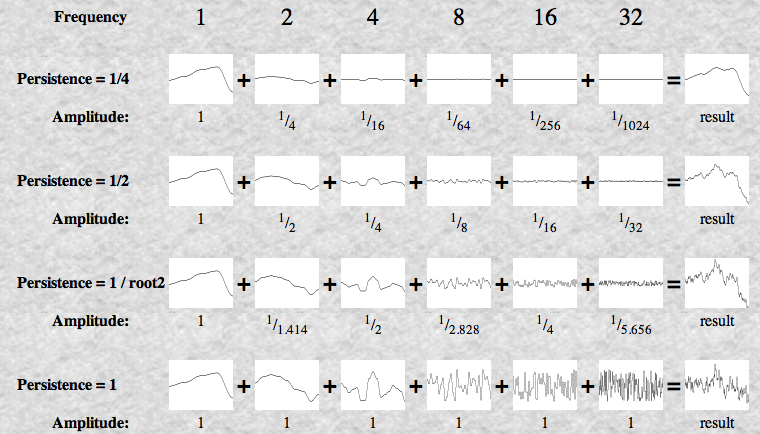 Frequency 1 2 4 8 16 32
Persistence = 1/4 + + + + + =
Amplitude: 1 1/4 1/16 1/64 1/256 1/1024 result
Persistence = 1/2 + + + + + =
Amplitude: 1 1/2 1/4 1/8 1/16 1/32 result
Persistence = 1 / root2 + + + + + =
Amplitude: 1 1/1.414 1/2 1/2.828 1/4 1/5.656 result
Persistence = 1 + + + + + =
Amplitude: 1 1 1 1 1 1 result